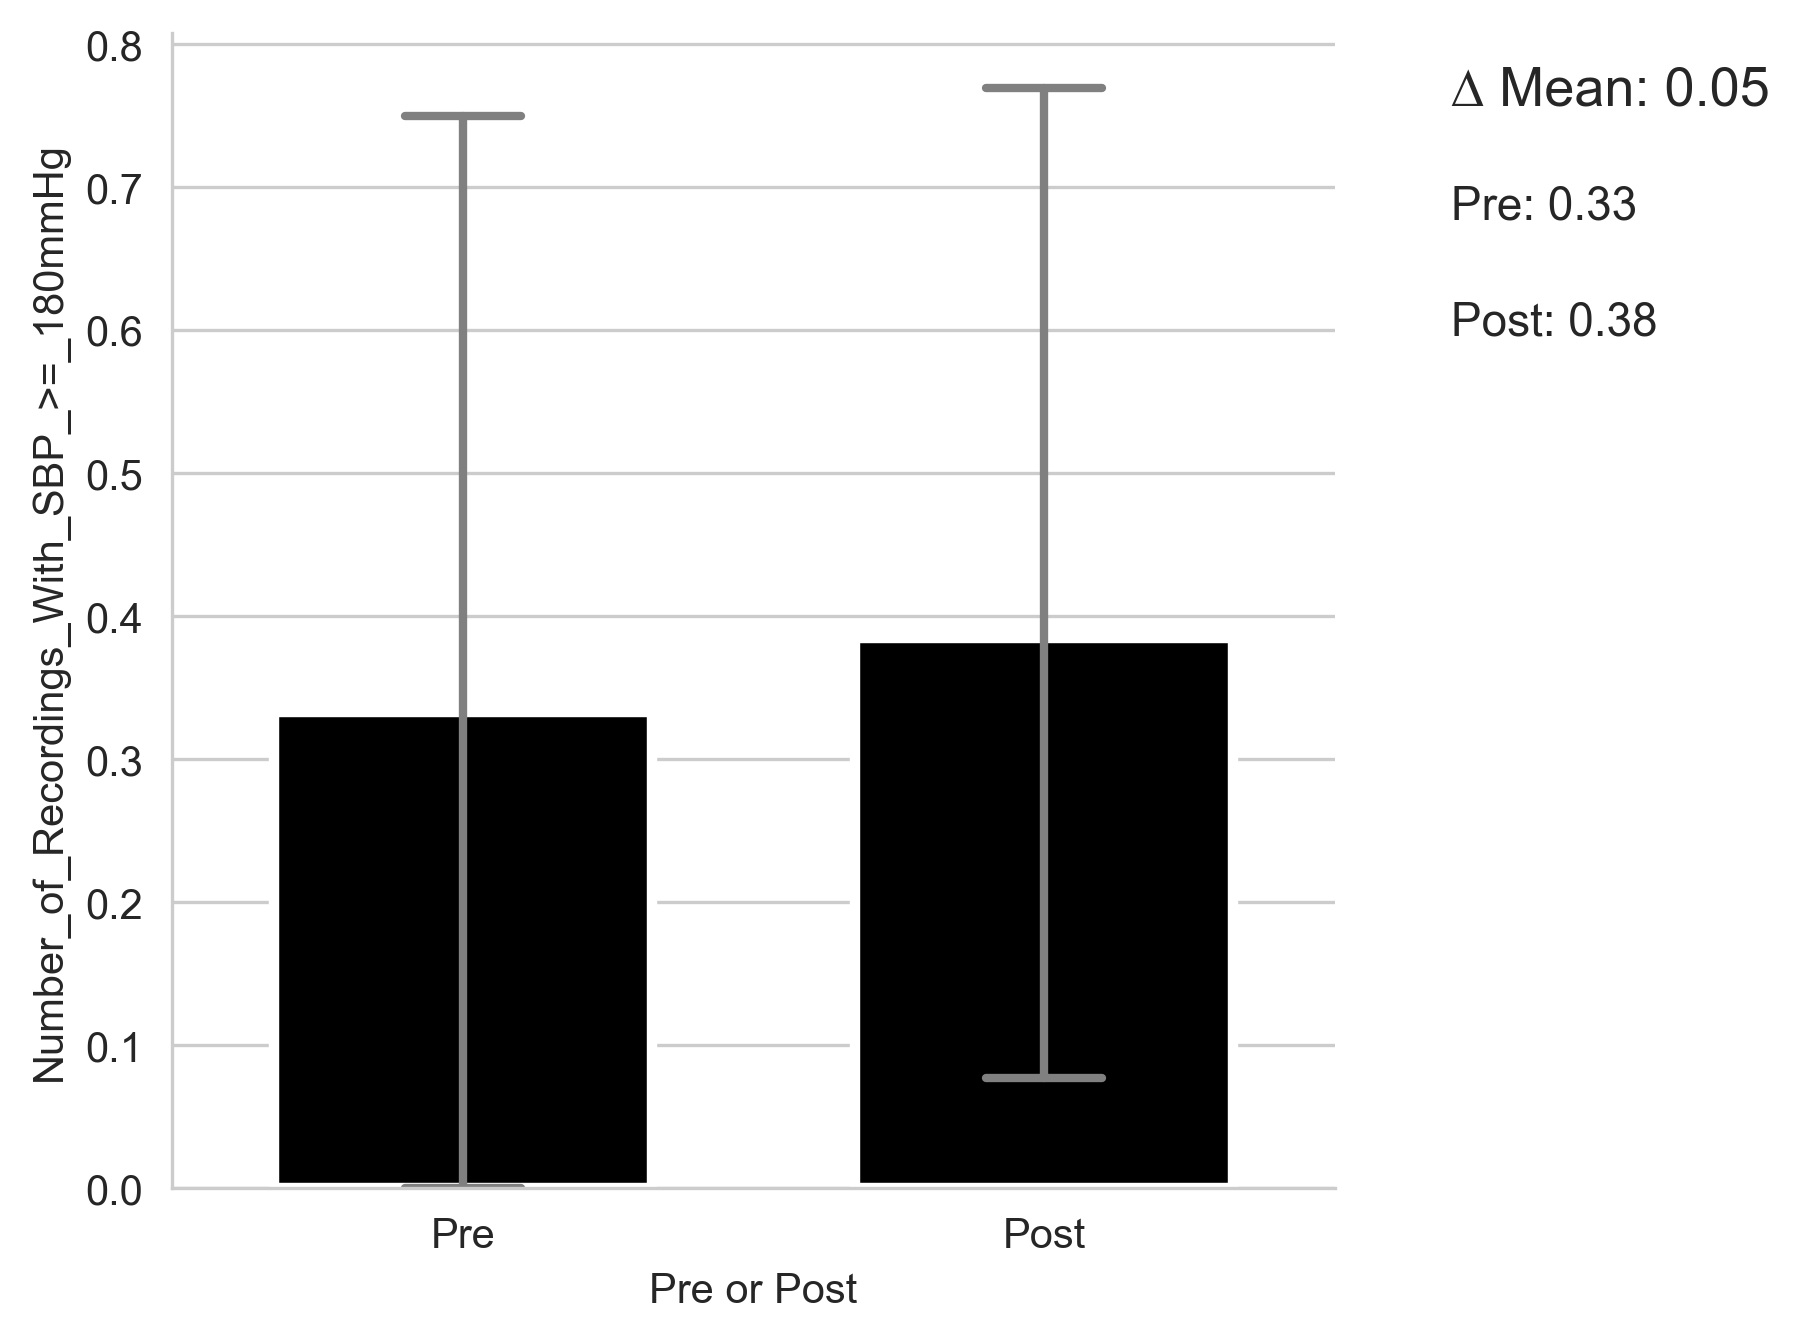 Number_of_Recordings_With_SBP_>=_180mmHg
0.8
0.7
0.6
0.5
0.4
0.3
0.2
0.1
0.0
Pre
Post
Pre or Post
Δ Mean: 0.05
Pre: 0.33
Post: 0.38